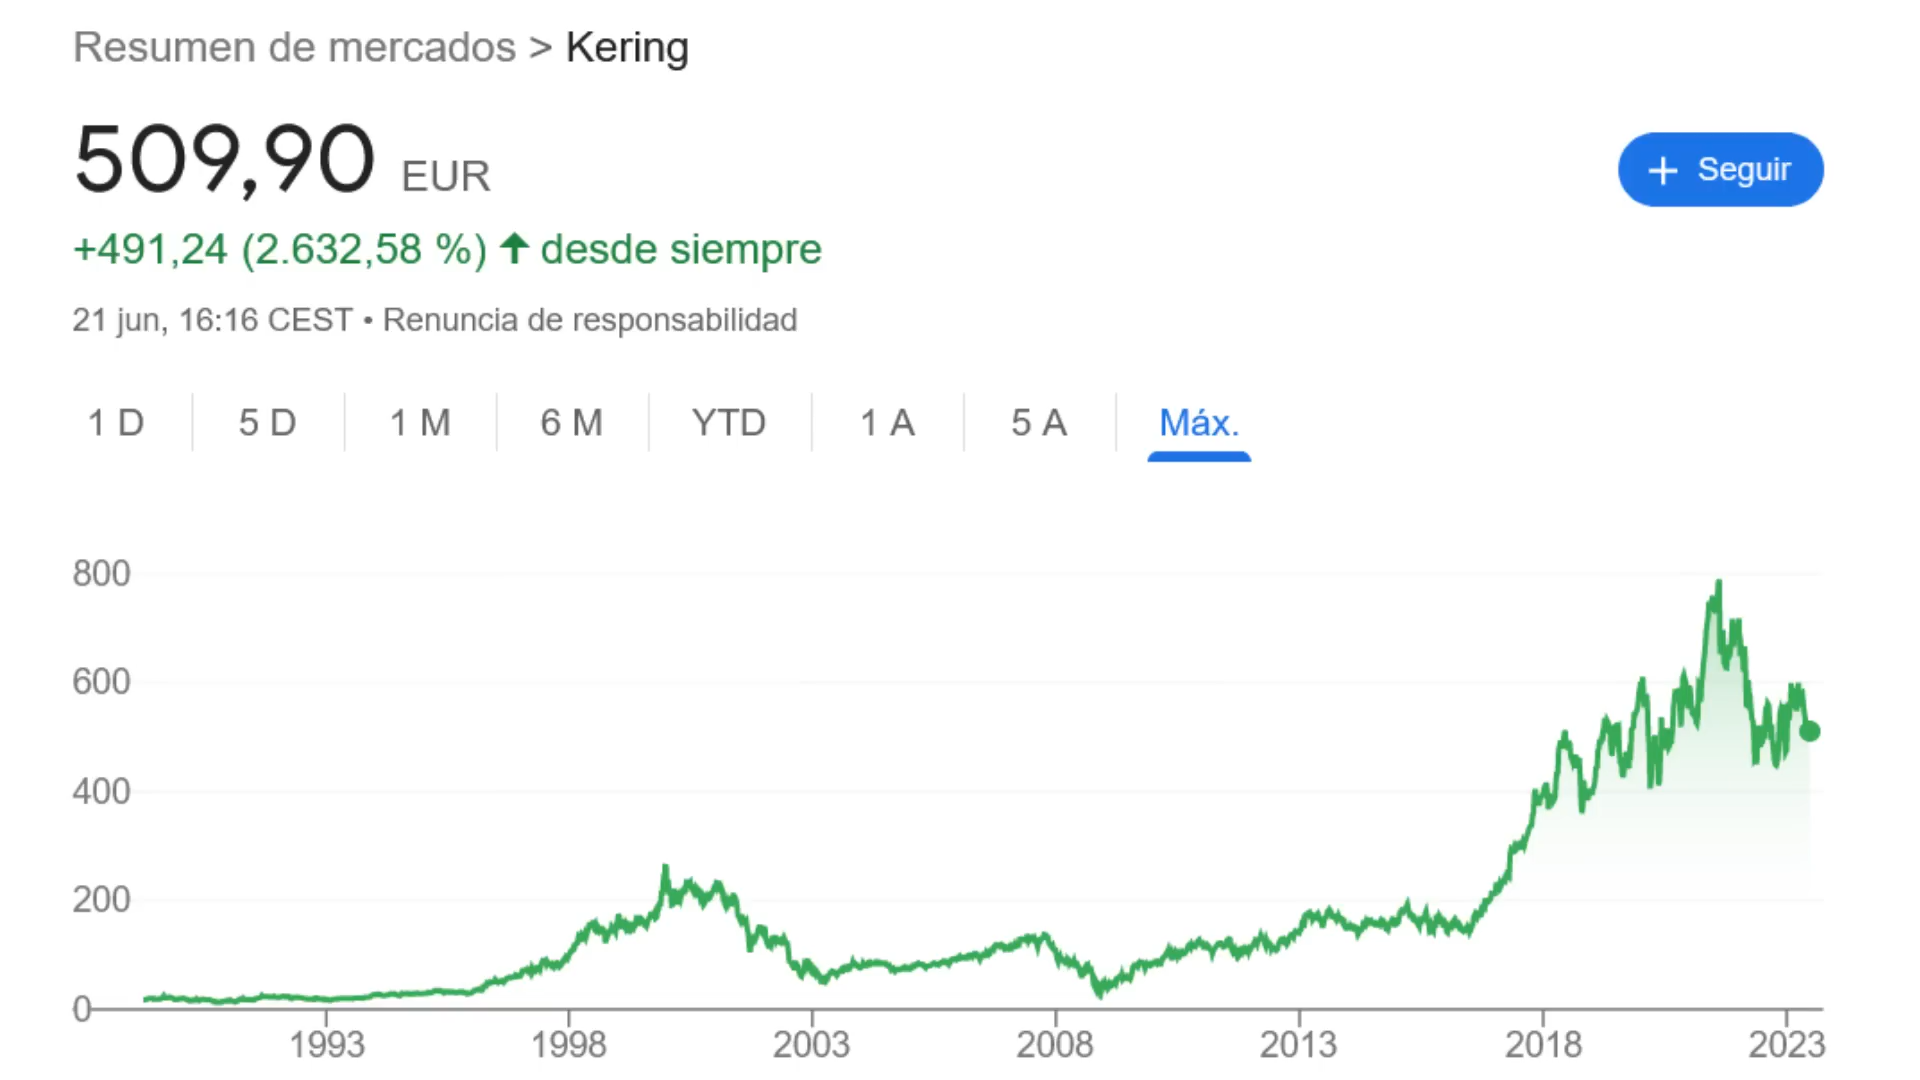 Resumen de mercados > Kering
509,90 EUR
+ Seguir
+491,24 (2.632,58 %) ↑ desde siempre
21 jun, 16:16 CEST • Renuncia de responsabilidad
1 D 5 D 1 M 6 M YTD 1 A 5 A Máx.
800
600
400
200
0
1993 1998 2003 2008 2013 2018 2023